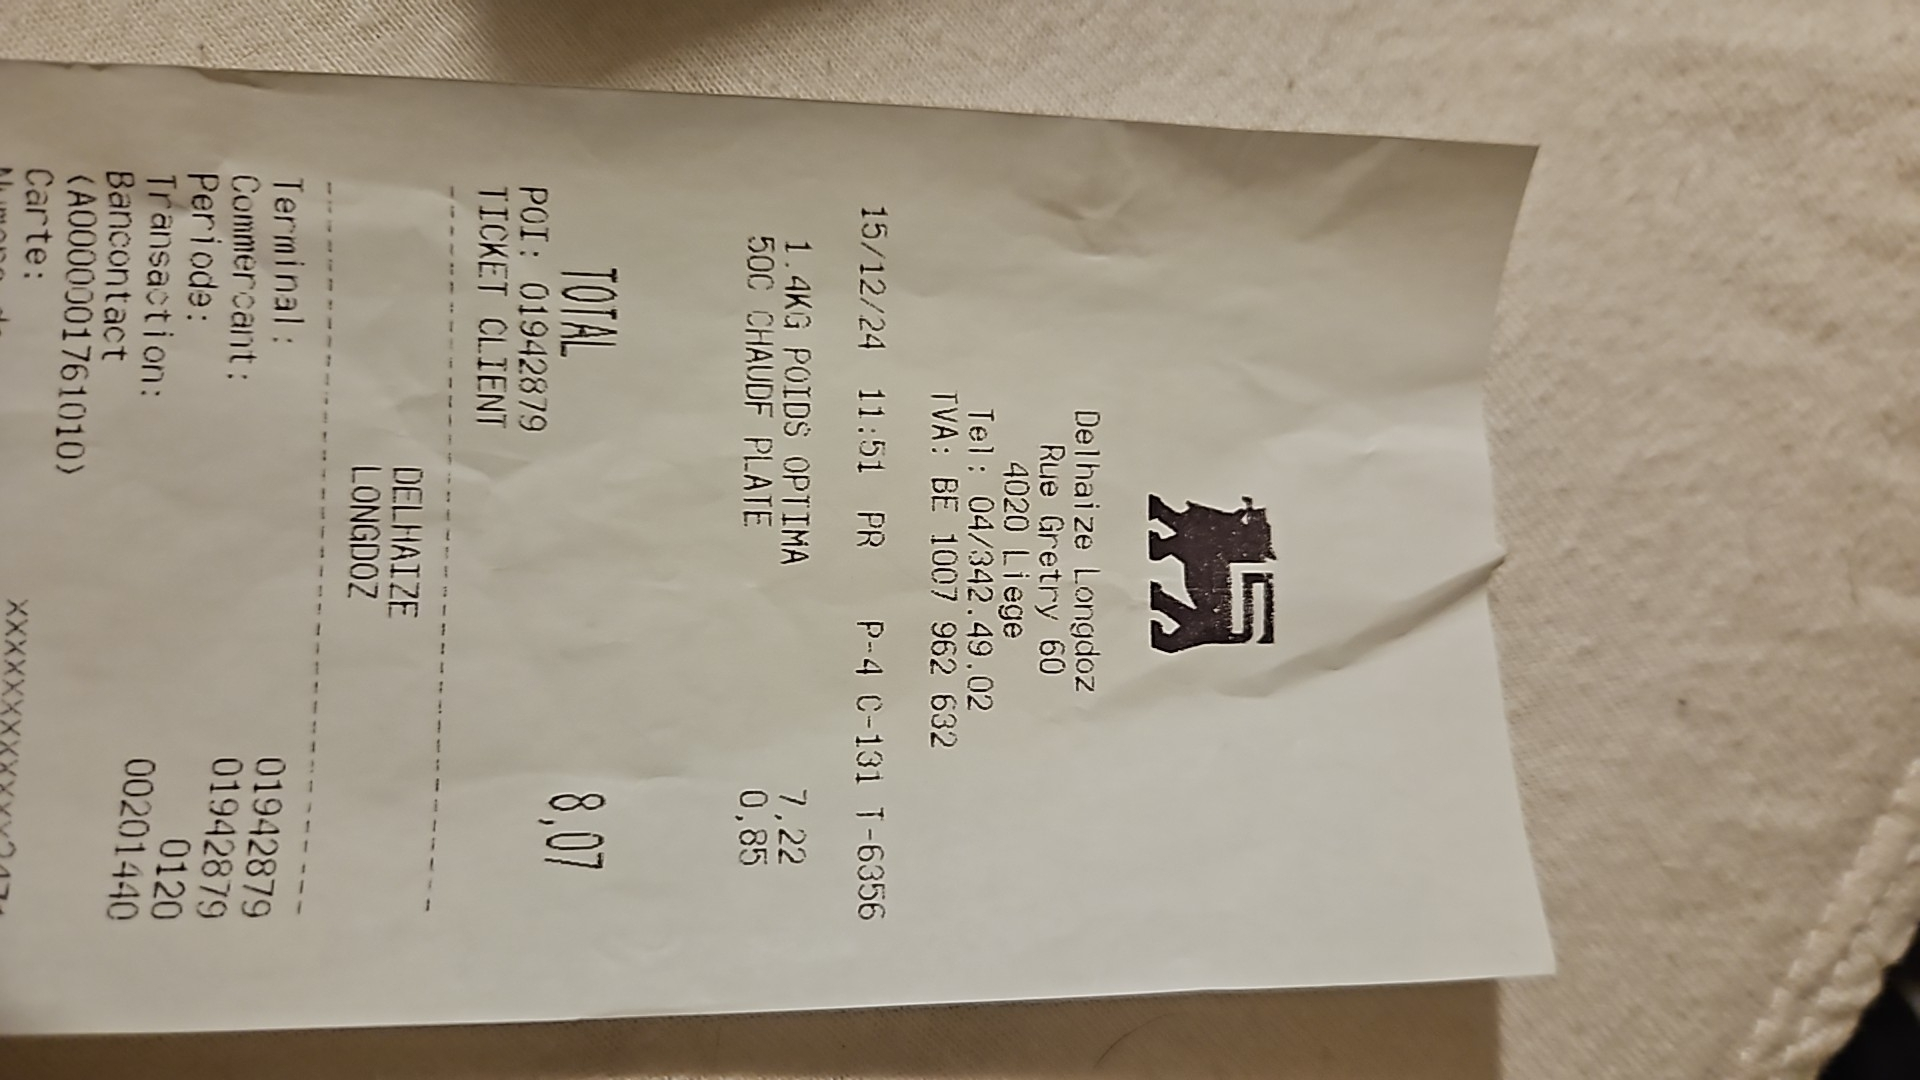 Delhaize Longdoz
Rue Gretry 60
4020 Liege
Tel: 04/342.49.02
TVA: BE 1007 962 632
15/12/24 11:51 PR P-4 C-131 T-6356
1.4KG POIDS OPTIMA 7,22
50C CHAUDF PLATE 0,85
TOTAL 8,07
POI: 01942879
TICKET CLIENT
DELHAIZE
LONGDOZ
Terminal: 01942879
Commercant: 01942879
Periode: 0120
Transaction: 00201440
Bancontact
(A0000001761010)
Carte: